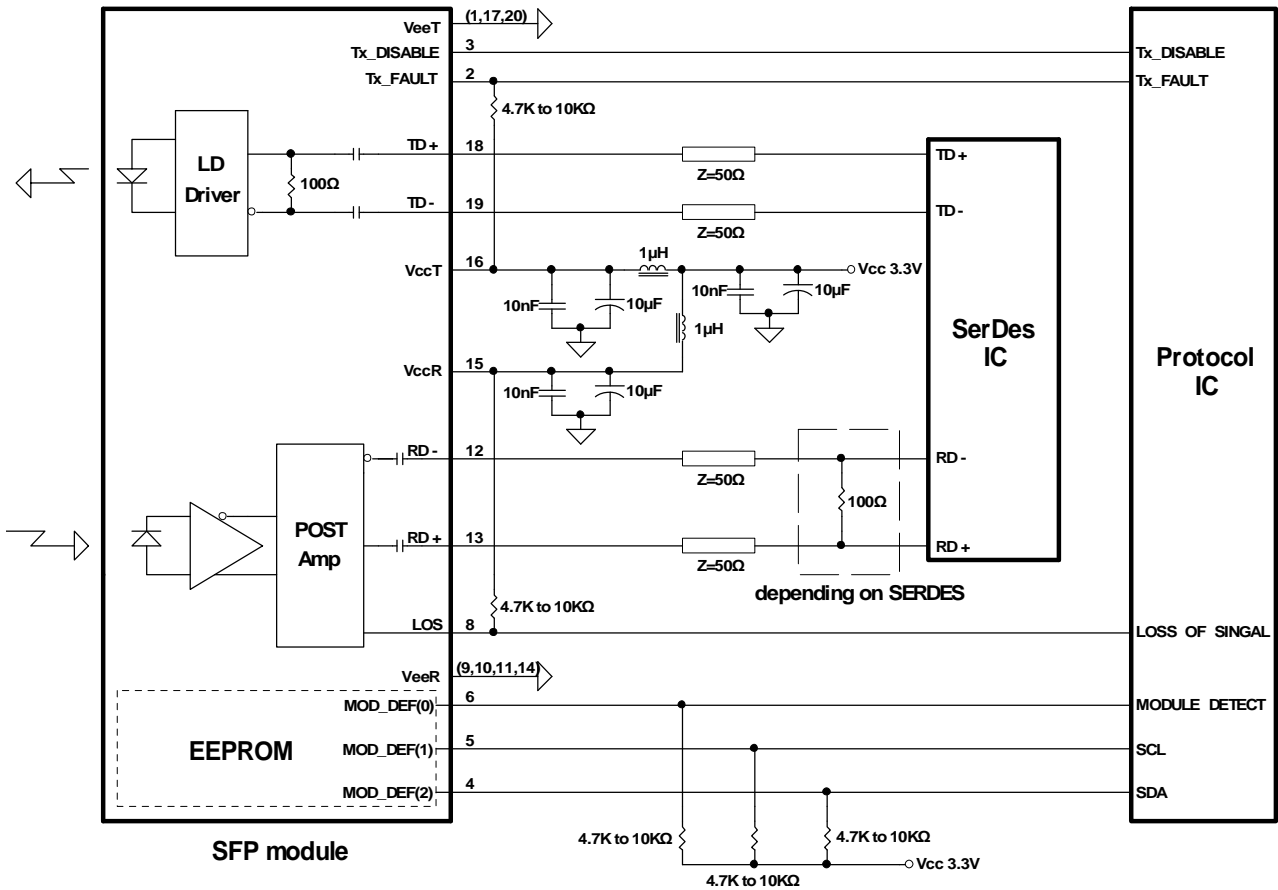 VeeT (1,17,20)
Tx_DISABLE 3 Tx_DISABLE
Tx_FAULT 2 Tx_FAULT
4.7K to 10KΩ
LD
Driver
100Ω
TD+ 18 Z=50Ω TD+
TD- 19 Z=50Ω TD-
1µH
VccT 16 Vcc 3.3V
10nF 10µF 10nF 10µF
1µH
SerDes
IC
Protocol
IC
VccR 15
10nF 10µF
RD- 12 Z=50Ω RD-
100Ω
POST
Amp
RD+ 13 Z=50Ω RD+
depending on SERDES
4.7K to 10KΩ
LOS 8 LOSS OF SINGAL
VeeR (9,10,11,14)
MOD_DEF(0) 6 MODULE DETECT
EEPROM
MOD_DEF(1) 5 SCL
MOD_DEF(2) 4 SDA
4.7K to 10KΩ 4.7K to 10KΩ
SFP module
Vcc 3.3V
4.7K to 10KΩ